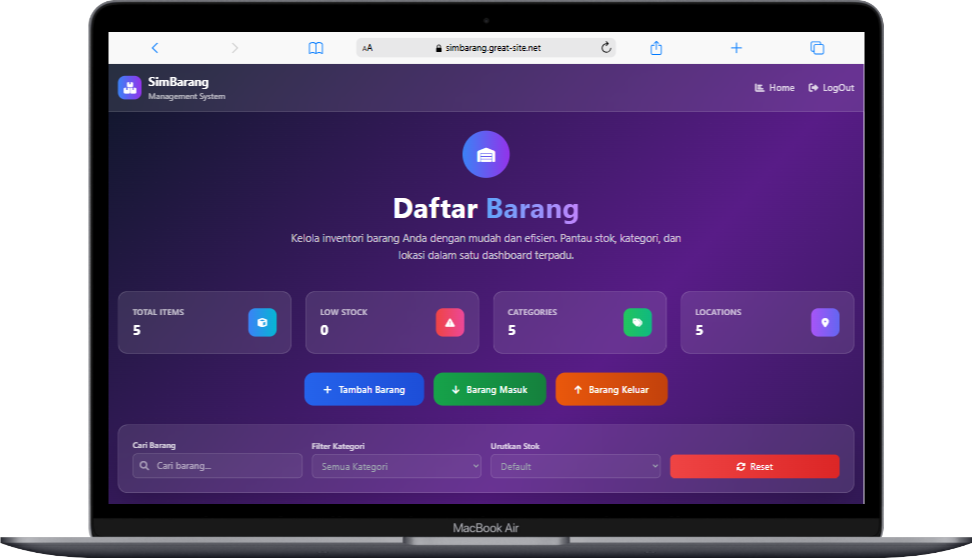 AA simbarang.great-site.net
SimBarang
Management System
Home LogOut
Daftar Barang
Kelola inventori barang Anda dengan mudah dan efisien. Pantau stok, kategori, dan
lokasi dalam satu dashboard terpadu.
TOTAL ITEMS
5
LOW STOCK
0
CATEGORIES
5
LOCATIONS
5
+ Tambah Barang
Barang Masuk
Barang Keluar
Cari Barang
Cari barang...
Filter Kategori
Semua Kategori
Urutkan Stok
Default
Reset
MacBook Air